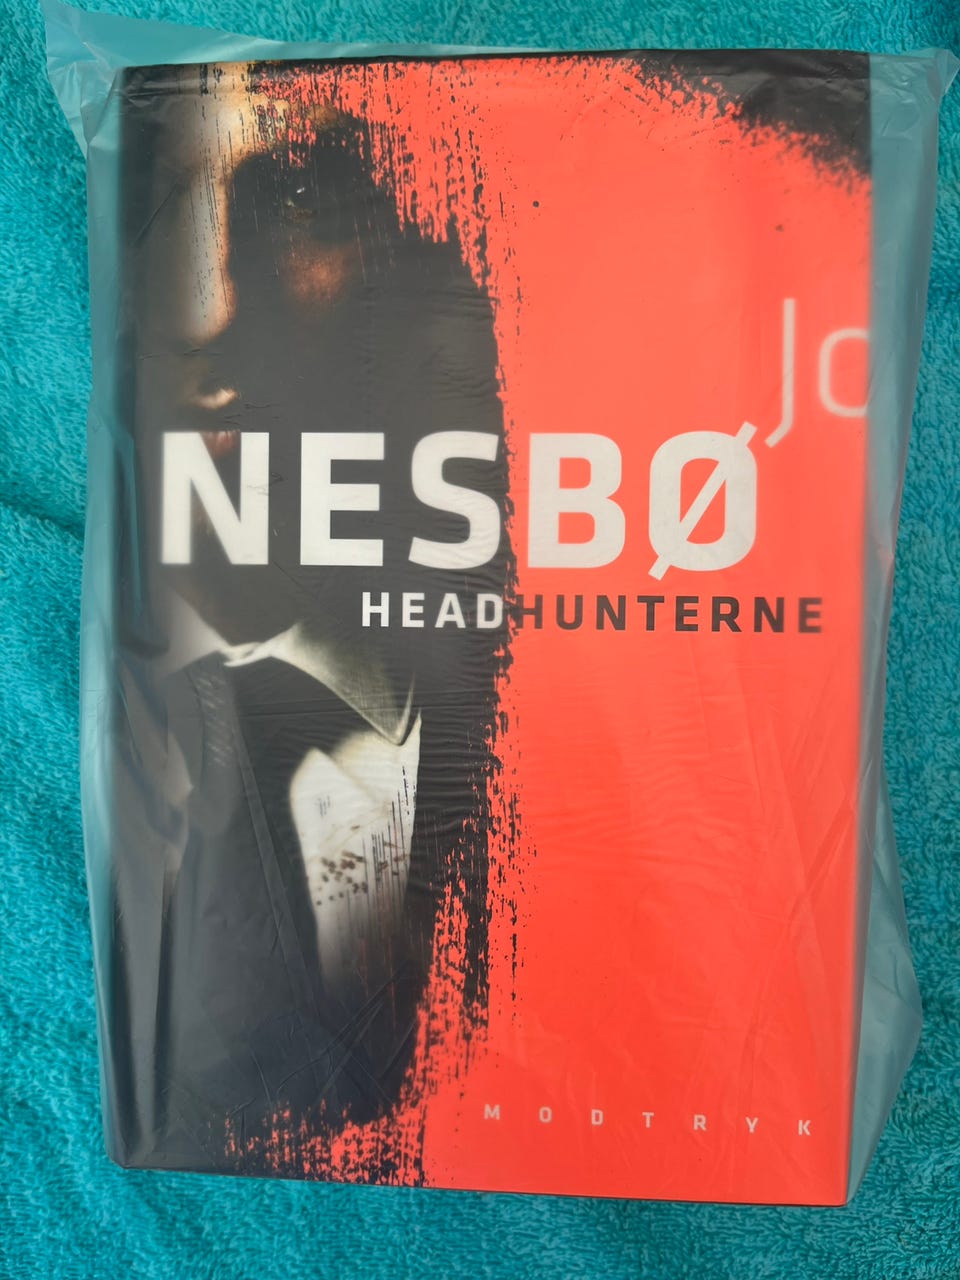 Jo
NESBØ
HEADHUNTERNE
MODTRYK